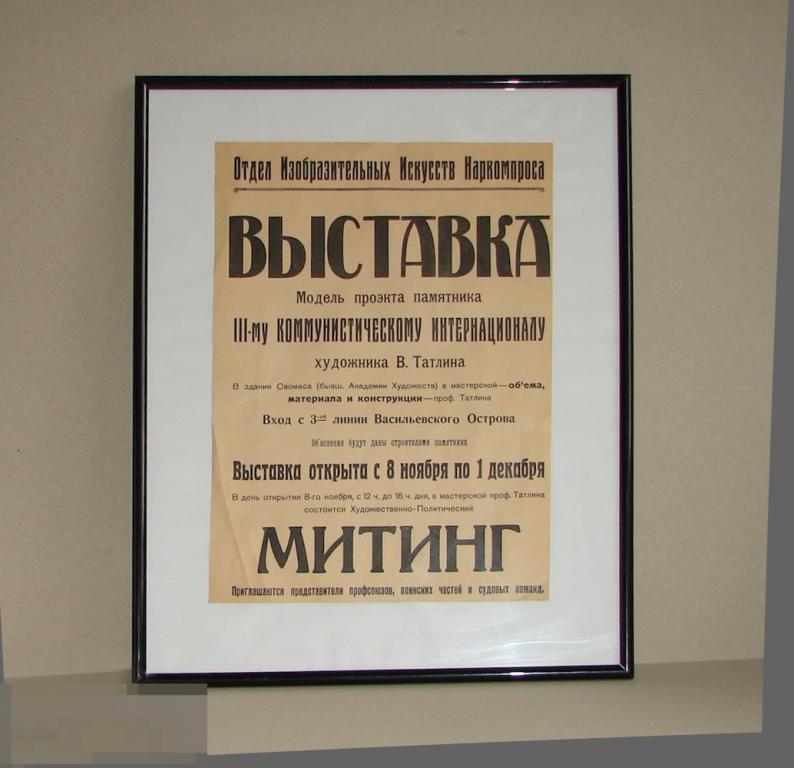 Отдел Изобразительных Искусств Наркомпроса
ВЫСТАВКА
Модель проэкта памятника
III-му КОММУНИСТИЧЕСКОМУ ИНТЕРНАЦИОНАЛУ
художника В. Татлина
В здании Свомаса (бывш. Академии Художеств) в мастерской—об'ема,
материала и конструкции—проф. Татлина
Вход с 3-ей линии Васильевского Острова
Об'яснения будут даны строителями памятника
Выставка открыта с 8 ноября по 1 декабря
В день открытия 8-го ноября, с 12 ч. до 16 ч. дня, в мастерской проф. Татлина
состоится Художественно-Политический
МИТИНГ
Приглашаются представители профсоюзов, воинских частей и судовых команд.